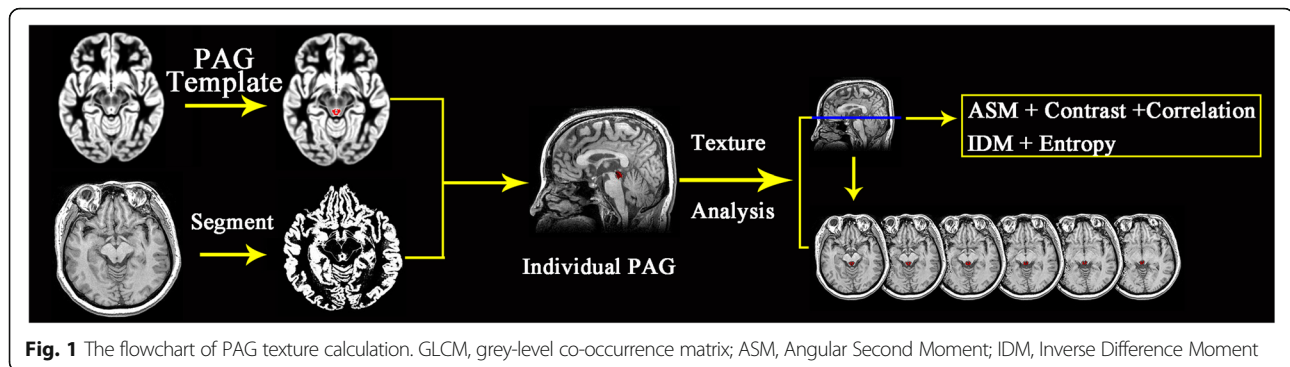 PAG
Template
Segment
Individual PAG
Texture
Analysis
ASM + Contrast +Correlation
IDM + Entropy
Fig. 1 The flowchart of PAG texture calculation. GLCM, grey-level co-occurrence matrix; ASM, Angular Second Moment; IDM, Inverse Difference Moment